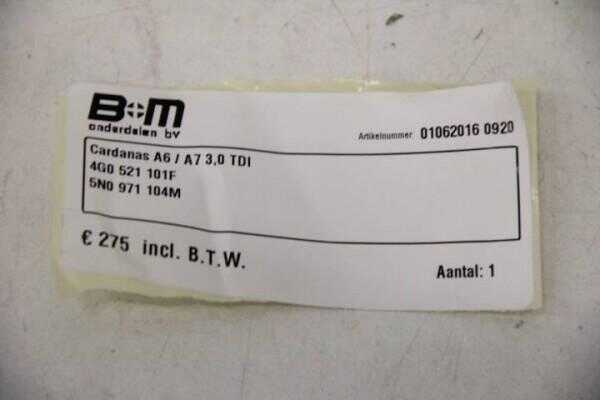 B+M
onderdelen bv
Artikelnummer: 01062016 0920
Cardanas A6 / A7 3,0 TDI
4G0 521 101F
5N0 971 104M
€ 275 incl. B.T.W.
Aantal: 1